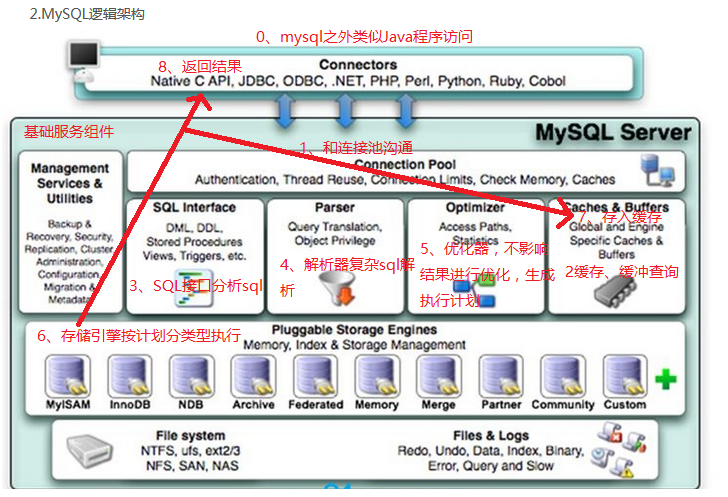 2.MySQL逻辑架构
0、mysql之外类似Java程序访问
Connectors
8、返回结果
Native C API, JDBC, ODBC, .NET, PHP, Perl, Python, Ruby, Cobol
基础服务组件
MySQL Server
1、和连接池沟通
Connection Pool
Authentication, Thread Reuse, Connection Limits, Check Memory, Caches
Management
Services &
Utilities
Backup &
Recovery, Security,
Replication, Cluster,
Administration,
Configuration,
Migration &
Metadata
SQL Interface
DML, DDL,
Stored Procedures
Views, Triggers, etc.
3、SQL接口分析sql
Parser
Query Translation,
Object Privilege
4、解析器复杂sql解
析
Optimizer
Access Paths,
Statistics
5、优化器，不影响
结果进行优化，生成
执行计划
Caches & Buffers
7、存入缓存
Global and Engine
Specific Caches &
Buffers
2缓存、缓冲查询
6、存储引擎按计划分类型执行
Pluggable Storage Engines
Memory, Index & Storage Management
MyISAM
InnoDB
NDB
Archive
Federated
Memory
Merge
Partner
Community
Custom
File system
NTFS, ufs, ext2/3
NFS, SAN, NAS
Files & Logs
Redo, Undo, Data, Index, Binary,
Error, Query and Slow